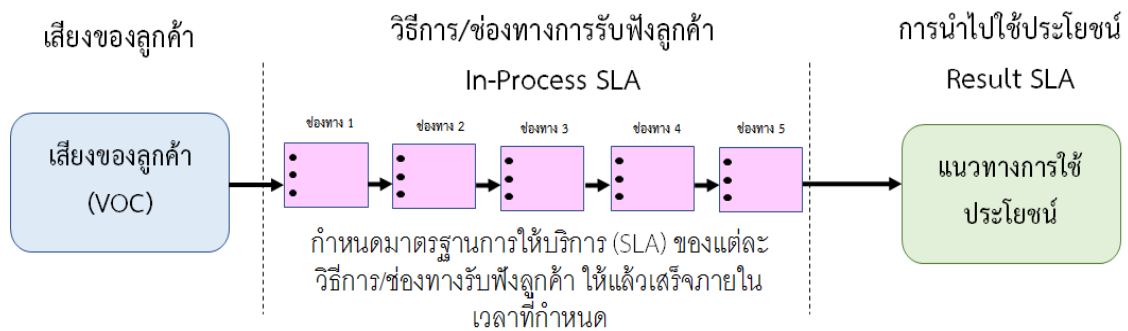 เสียงของลูกค้า
วิธีการ/ช่องทางการรับฟังลูกค้า
การนำไปใช้ประโยชน์
In-Process SLA
Result SLA
ช่องทาง 1
ช่องทาง 2
ช่องทาง 3
ช่องทาง 4
ช่องทาง 5
เสียงของลูกค้า
(VOC)
แนวทางการใช้
ประโยชน์
กำหนดมาตรฐานการให้บริการ (SLA) ของแต่ละ
วิธีการ/ช่องทางรับฟังลูกค้า ให้แล้วเสร็จภายใน
เวลาที่กำหนด